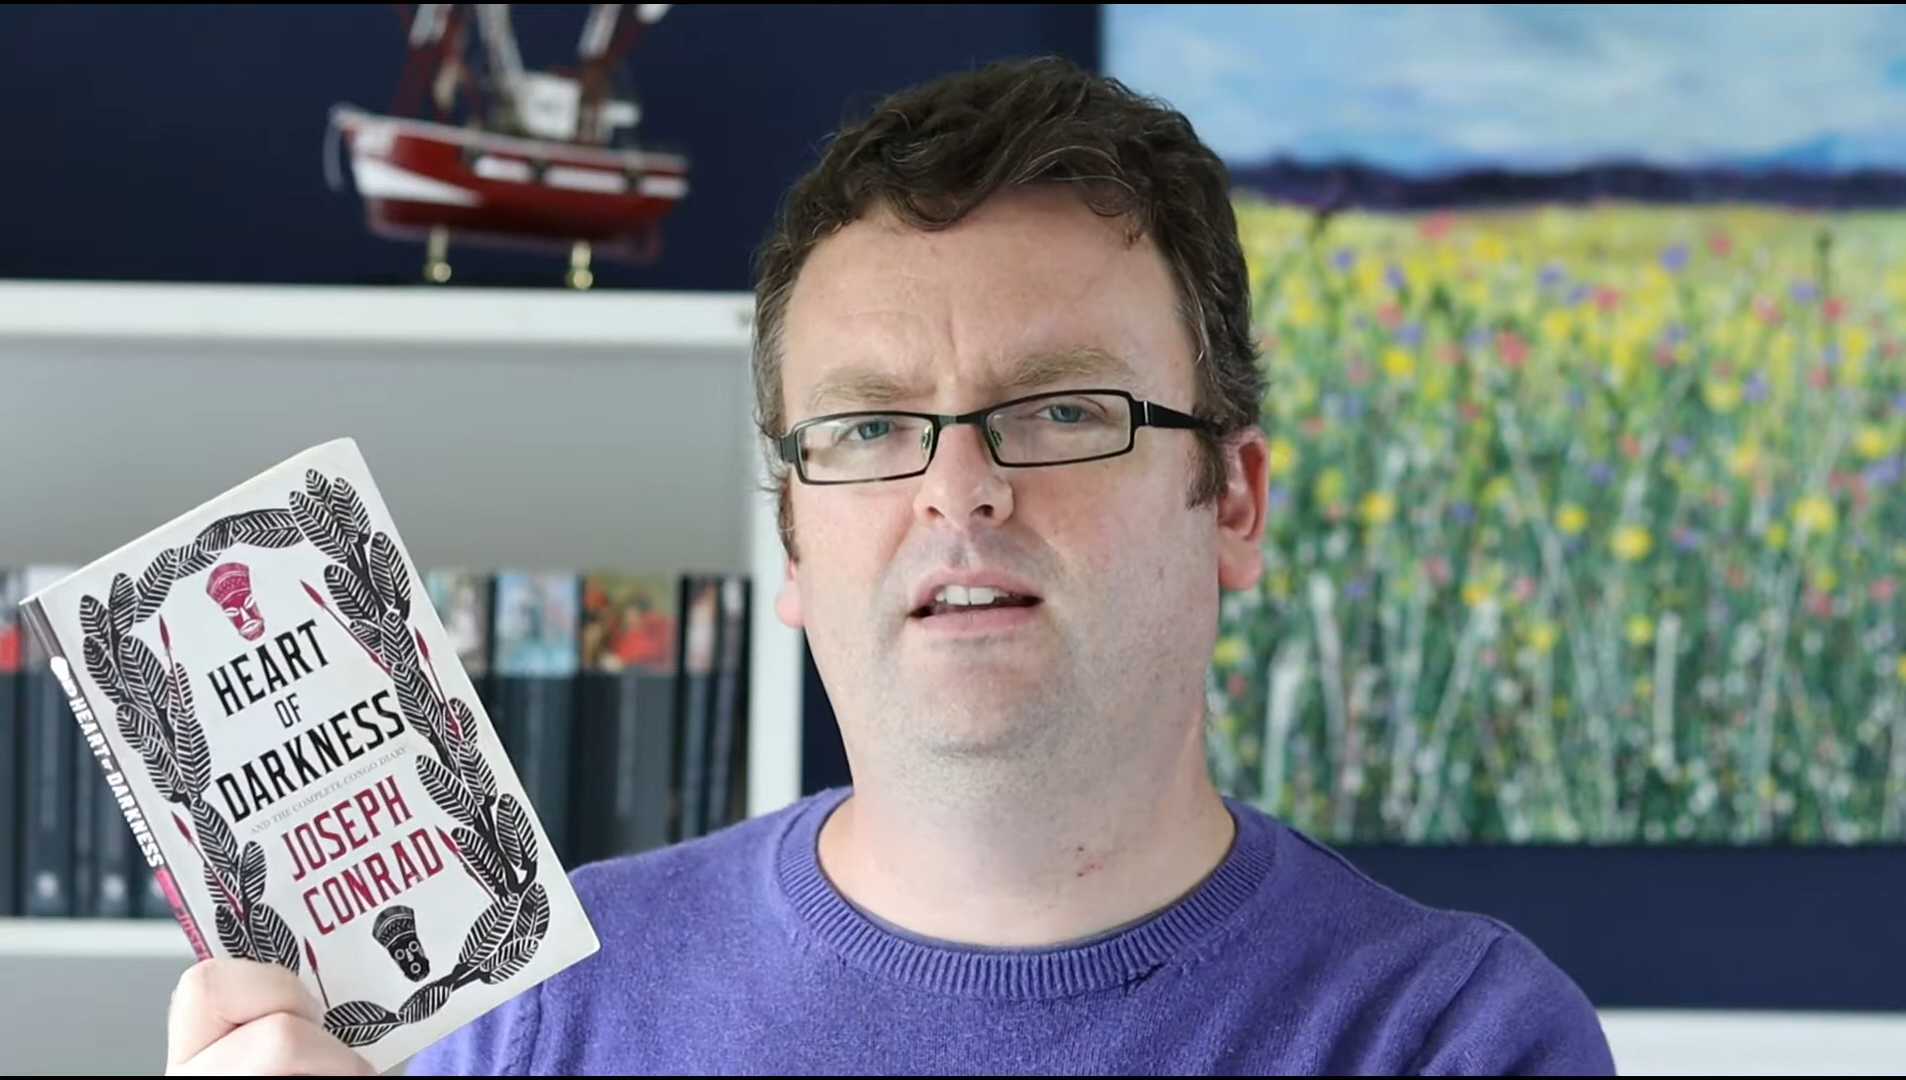 HEART
OF
DARKNESS
AND THE COMPLETE CONGO DIARY
JOSEPH
CONRAD
HEART OF DARKNESS